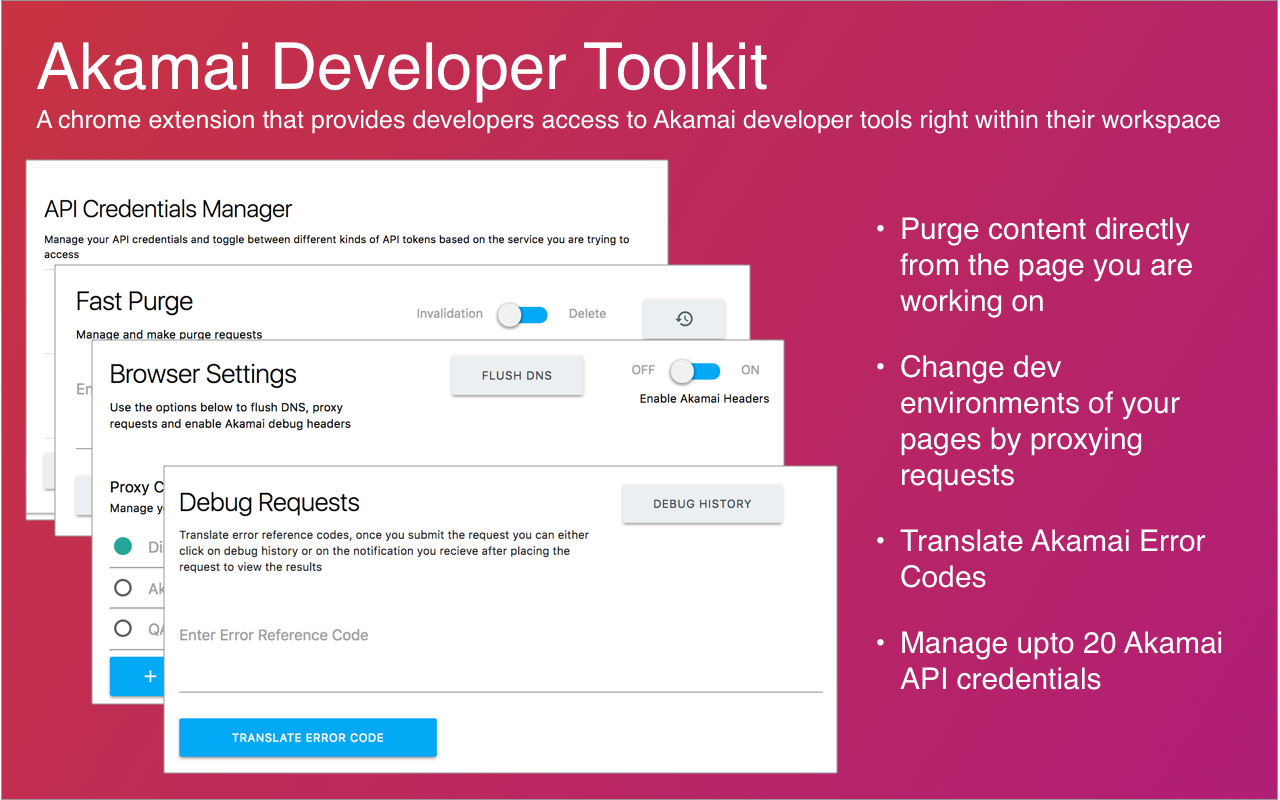 Akamai Developer Toolkit
A chrome extension that provides developers access to Akamai developer tools right within their workspace
API Credentials Manager
Manage your API credentials and toggle between different kinds of API tokens based on the service you are trying to
access
Fast Purge
Invalidation
Delete
Manage and make purge requests
Browser Settings
FLUSH DNS
OFF
ON
Enable Akamai Headers
Use the options below to flush DNS, proxy
requests and enable Akamai debug headers
Proxy C
Manage
Debug Requests
DEBUG HISTORY
Translate error reference codes, once you submit the request you can either
click on debug history or on the notification you recieve after placing the
request to view the results
Enter Error Reference Code
TRANSLATE ERROR CODE
• Purge content directly
from the page you are
working on
• Change dev
environments of your
pages by proxying
requests
• Translate Akamai Error
Codes
• Manage upto 20 Akamai
API credentials